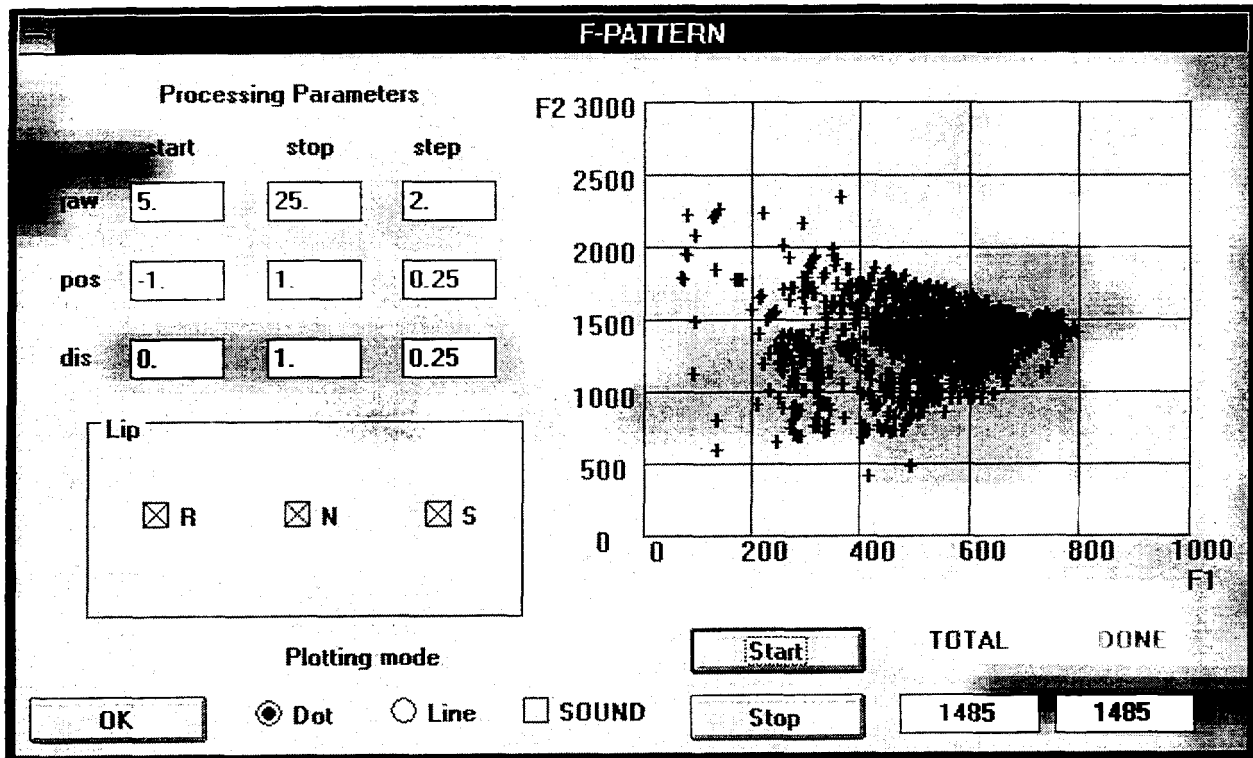 F-PATTERN
Processing Parameters
start stop step
jaw 5. 25. 2.
pos -1. 1. 0.25
dis 0. 1. 0.25
Lip
R N S
Plotting mode
OK Dot Line SOUND
F2 3000
2500
2000
1500
1000
500
0
0 200 400 600 800 1000
F1
Start TOTAL DONE
Stop 1485 1485